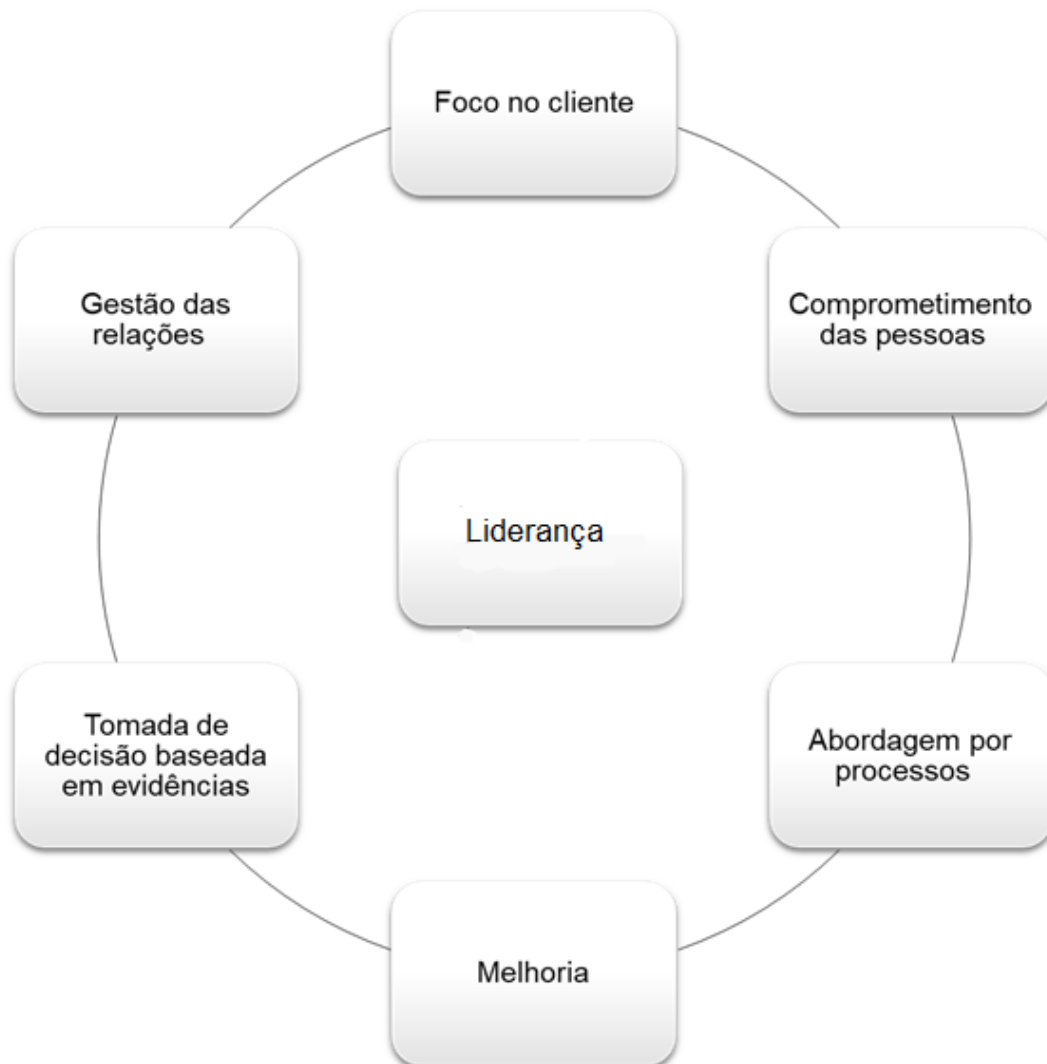 Foco no cliente
Gestão das
relações
Comprometimento
das pessoas
Liderança
Tomada de
decisão baseada
em evidências
Abordagem por
processos
Melhoria